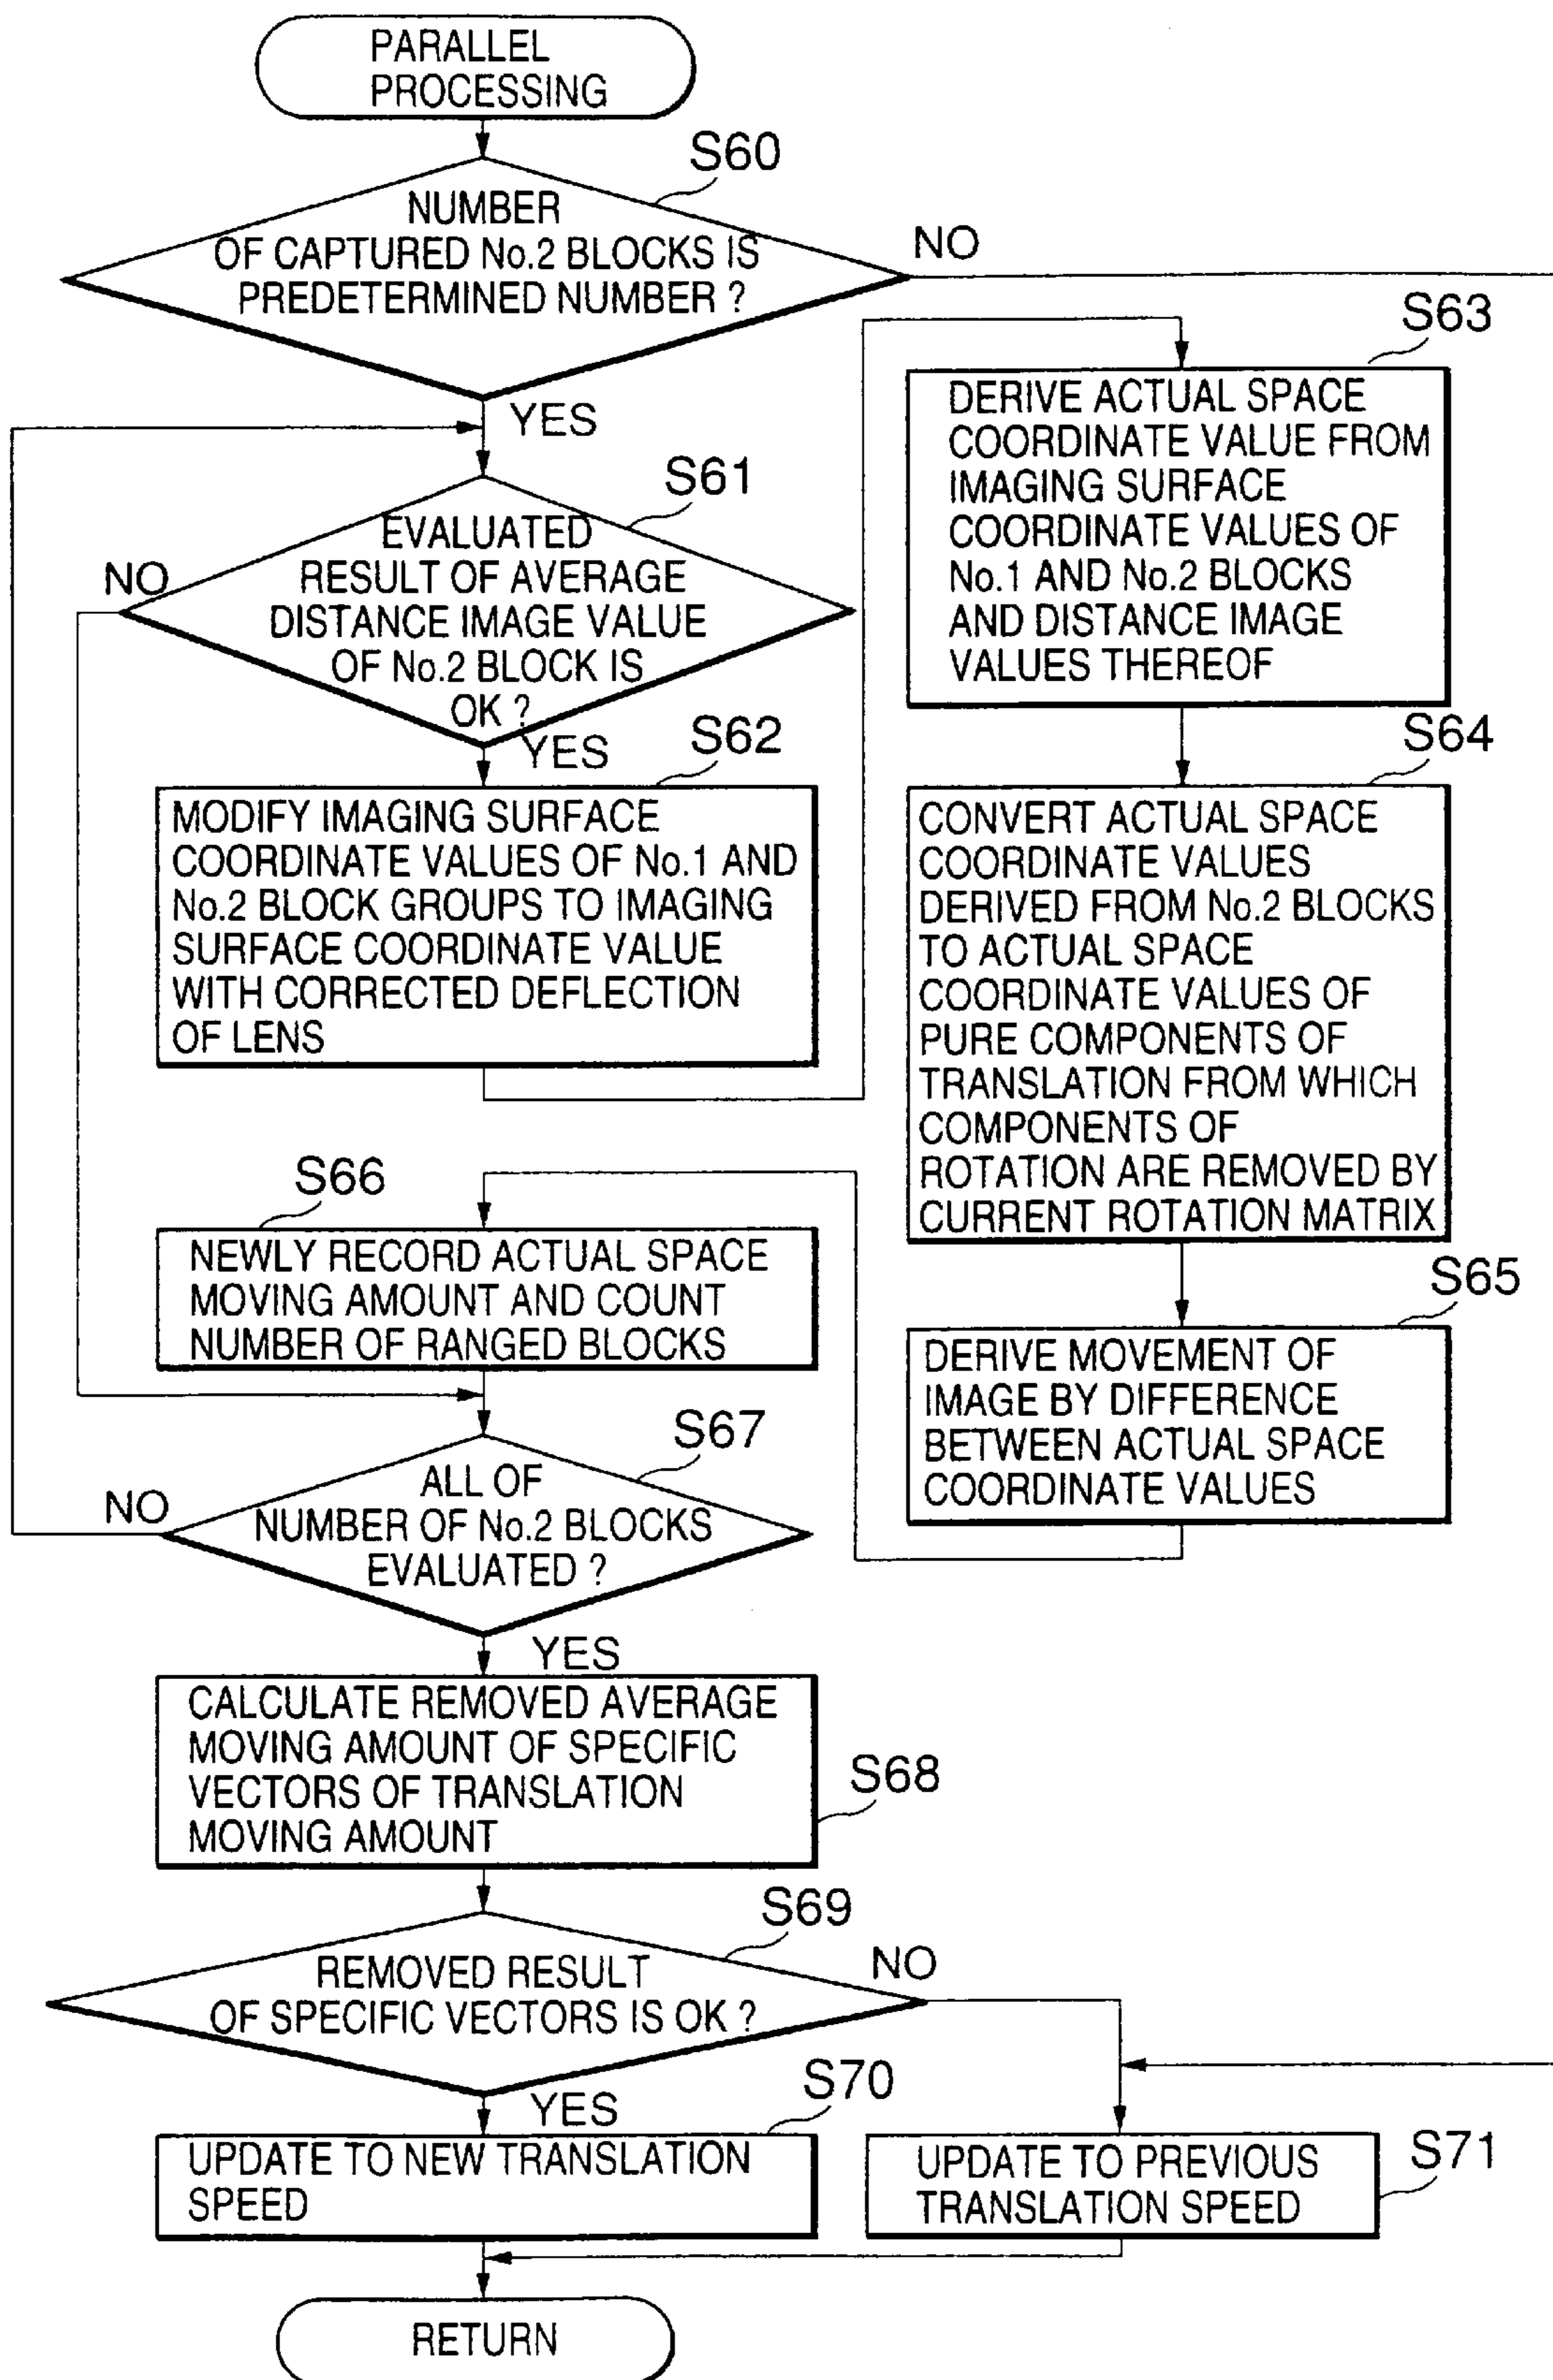 PARALLEL
PROCESSING
S60
NUMBER
OF CAPTURED No.2 BLOCKS IS
PREDETERMINED NUMBER ?
NO
YES
S61
EVALUATED
RESULT OF AVERAGE
DISTANCE IMAGE VALUE
OF No.2 BLOCK IS
OK ?
NO
YES
S62
MODIFY IMAGING SURFACE
COORDINATE VALUES OF No.1 AND
No.2 BLOCK GROUPS TO IMAGING
SURFACE COORDINATE VALUE
WITH CORRECTED DEFLECTION
OF LENS
S63
DERIVE ACTUAL SPACE
COORDINATE VALUE FROM
IMAGING SURFACE
COORDINATE VALUES OF
No.1 AND No.2 BLOCKS
AND DISTANCE IMAGE
VALUES THEREOF
S64
CONVERT ACTUAL SPACE
COORDINATE VALUES
DERIVED FROM No.2 BLOCKS
TO ACTUAL SPACE
COORDINATE VALUES OF
PURE COMPONENTS OF
TRANSLATION FROM WHICH
COMPONENTS OF
ROTATION ARE REMOVED BY
CURRENT ROTATION MATRIX
S65
DERIVE MOVEMENT OF
IMAGE BY DIFFERENCE
BETWEEN ACTUAL SPACE
COORDINATE VALUES
S66
NEWLY RECORD ACTUAL SPACE
MOVING AMOUNT AND COUNT
NUMBER OF RANGED BLOCKS
S67
ALL OF
NUMBER OF No.2 BLOCKS
EVALUATED ?
NO
YES
CALCULATE REMOVED AVERAGE
MOVING AMOUNT OF SPECIFIC
VECTORS OF TRANSLATION
MOVING AMOUNT
S68
S69
REMOVED RESULT
OF SPECIFIC VECTORS IS OK ?
NO
YES
S70
UPDATE TO NEW TRANSLATION
SPEED
S71
UPDATE TO PREVIOUS
TRANSLATION SPEED
RETURN